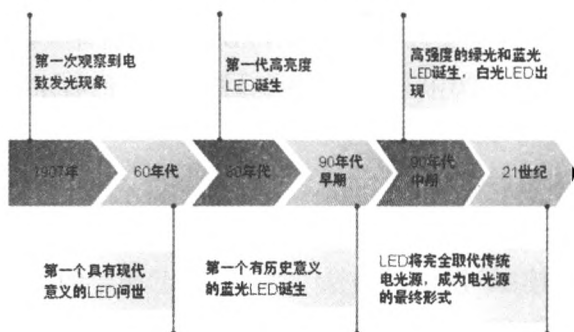 第一次观察到电
致发光现象
第一代高亮度
LED诞生
高强度的绿光和蓝光
LED诞生，白光LED出
现
1907年
60年代
80年代
90年代
早期
90年代
中期
21世纪
第一个具有现代
意义的LED问世
第一个有历史意义
的蓝光LED诞生
LED将完全取代传统
电光源，成为电光源
的最终形式